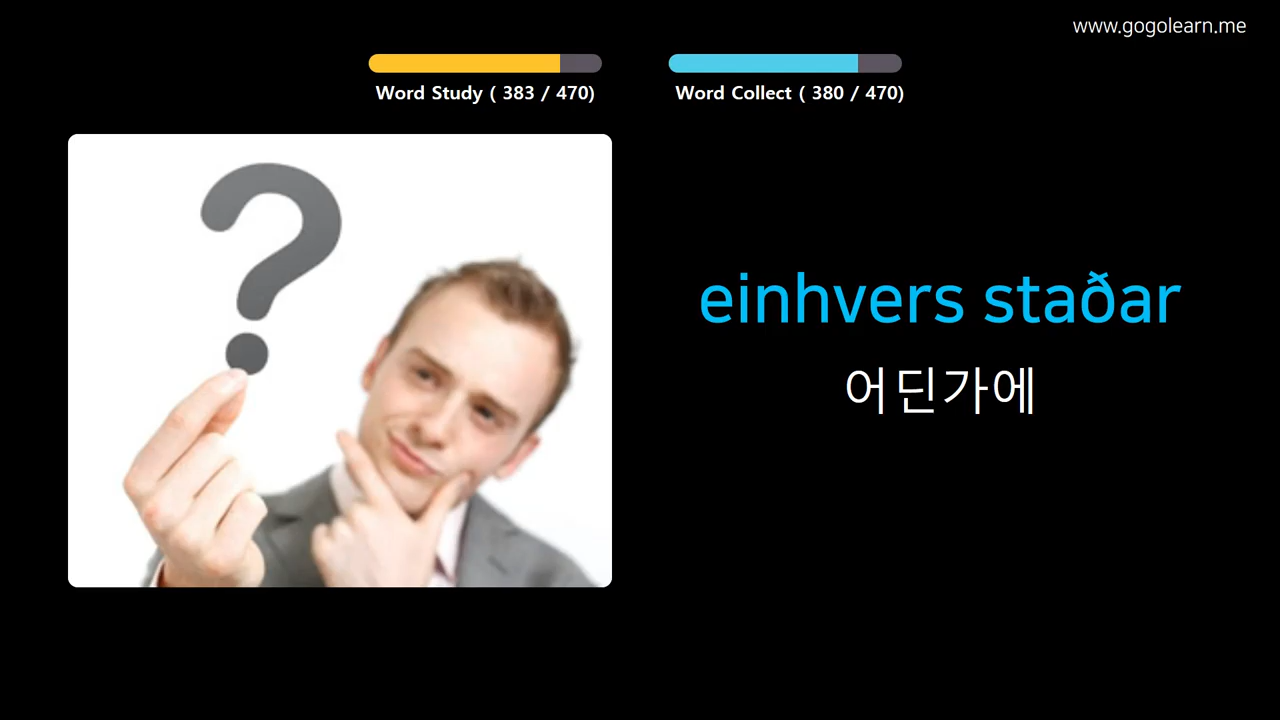 www.gogolearn.me
Word Study ( 383 / 470)
Word Collect ( 380 / 470)
?
einhvers staðar
어딘가에